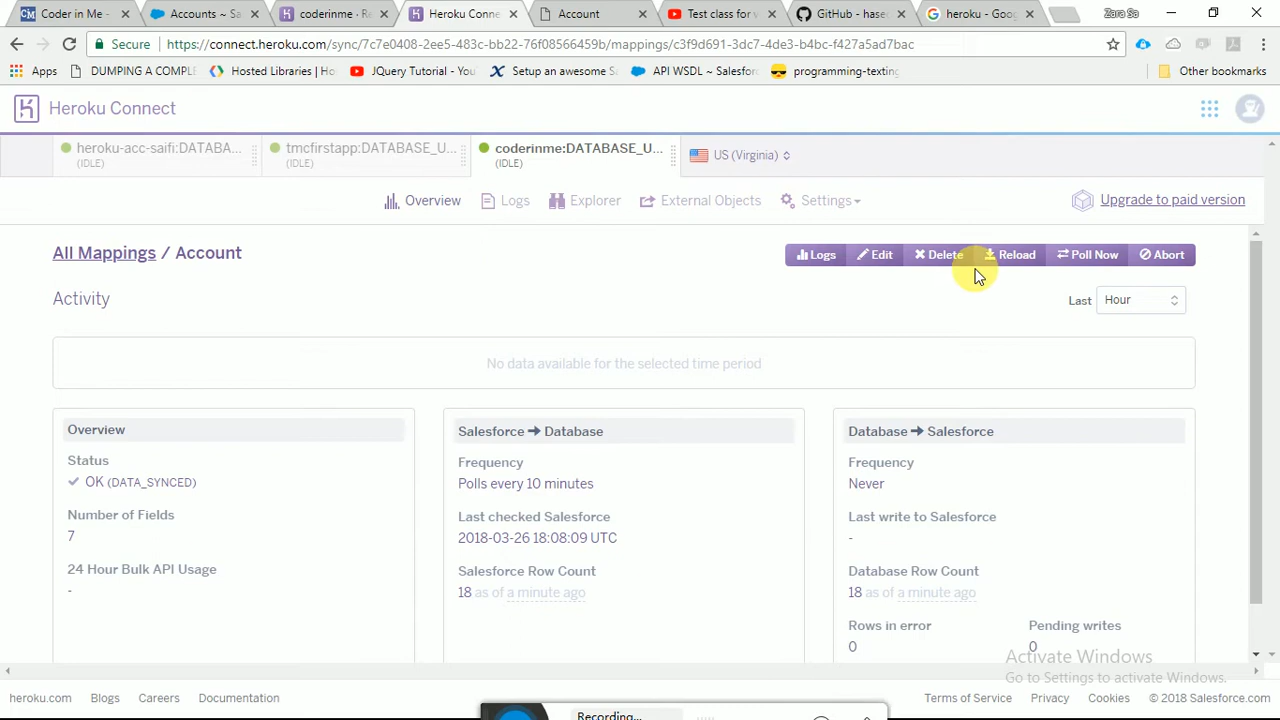 Coder in Me -
Accounts ~ Sa
coderinme - Re
Heroku Conne
Account
Test class for v
GitHub - hasee
heroku - Goog
Zara Sa
Secure
https://connect.heroku.com/sync/7c7e0408-2ee5-483c-bb22-76f08566459b/mappings/c3f9d691-3dc7-4de3-b4bc-f427a5ad7bac
Apps
DUMPING A COMPLE
Hosted Libraries | Ho
JQuery Tutorial - You
Setup an awesome S
API WSDL ~ Salesfor
programming-texting
Other bookmarks
Heroku Connect
heroku-acc-saifi:DATABA...
(IDLE)
tmcfirstapp:DATABASE_U...
(IDLE)
coderinme:DATABASE_U...
(IDLE)
US (Virginia)
Overview
Logs
Explorer
External Objects
Settings
Upgrade to paid version
All Mappings / Account
Logs
Edit
Delete
Reload
Poll Now
Abort
Activity
Last
Hour
No data available for the selected time period
Overview
Status
OK (DATA_SYNCED)
Number of Fields
7
24 Hour Bulk API Usage
-
Salesforce → Database
Frequency
Polls every 10 minutes
Last checked Salesforce
2018-03-26 18:08:09 UTC
Salesforce Row Count
18 as of a minute ago
Database → Salesforce
Frequency
Never
Last write to Salesforce
-
Database Row Count
18 as of a minute ago
Rows in error
0
Pending writes
0
Activate Windows
Go to Settings to activate Windows.
heroku.com
Blogs
Careers
Documentation
Terms of Service
Privacy
Cookies
© 2018 Salesforce.com
Recording...